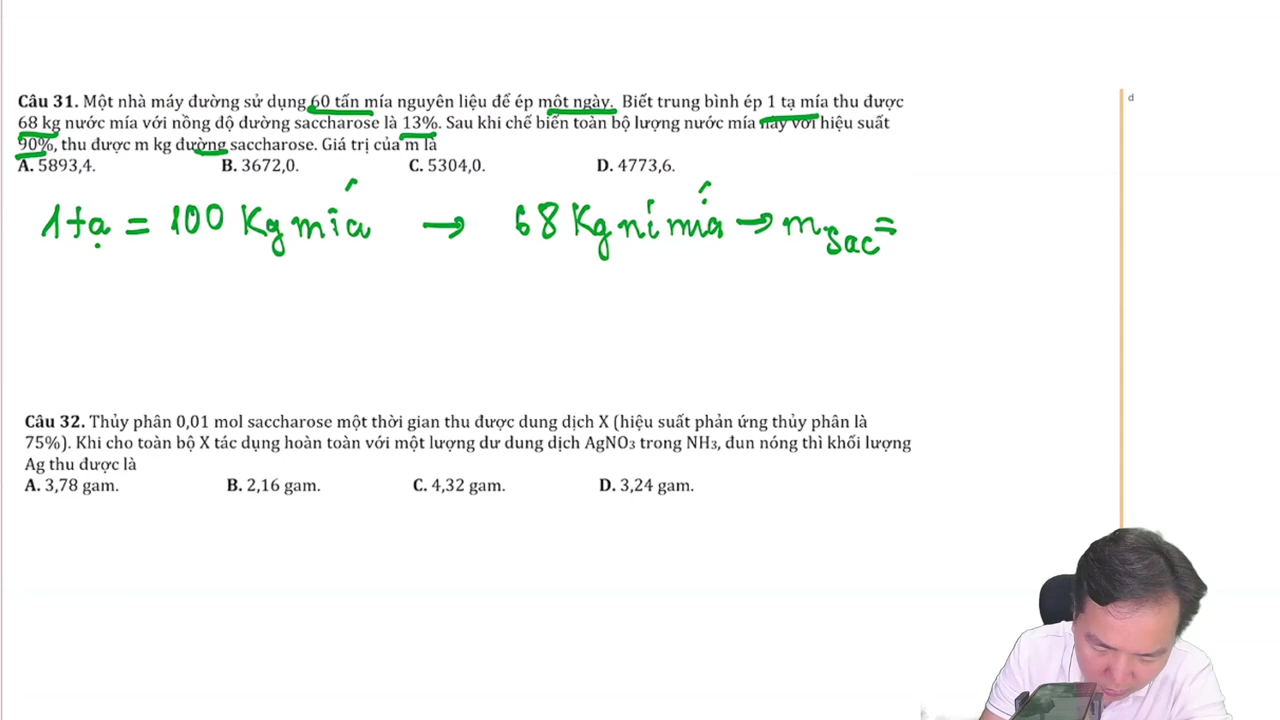 d
Câu 31. Một nhà máy đường sử dụng 60 tấn mía nguyên liệu để ép một ngày. Biết trung bình ép 1 tạ mía thu được
68 kg nước mía với nồng dộ đường saccharose là 13%. Sau khi chế biến toàn bộ lượng nước mía này với hiệu suất
90%, thu được m kg đường saccharose. Giá trị của m là
A. 5893,4. B. 3672,0. C. 5304,0. D. 4773,6.
1 tạ = 100 Kg mía → 68 Kg nĺ mía → m Sac =
Câu 32. Thủy phân 0,01 mol saccharose một thời gian thu được dung dịch X (hiệu suất phản ứng thủy phân là
75%). Khi cho toàn bộ X tác dụng hoàn toàn với một lượng dư dung dịch AgNO₃ trong NH₃, đun nóng thì khối lượng
Ag thu được là
A. 3,78 gam. B. 2,16 gam. C. 4,32 gam. D. 3,24 gam.